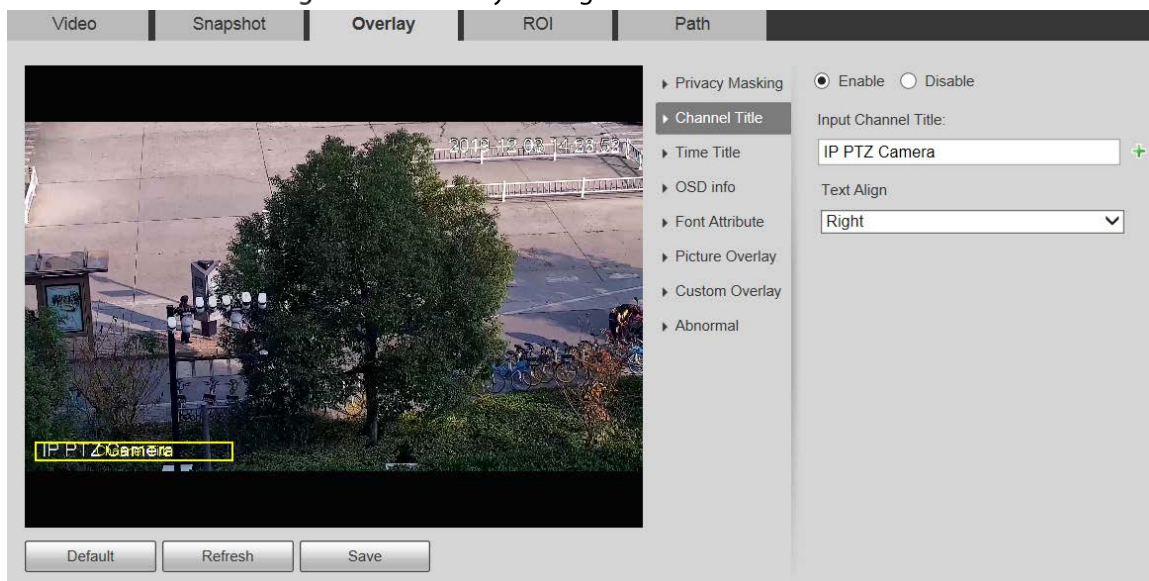 Video Snapshot Overlay ROI Path
Privacy Masking
Channel Title
Time Title
OSD info
Font Attribute
Picture Overlay
Custom Overlay
Abnormal
Enable Disable
Input Channel Title:
IP PTZ Camera
Text Align
Right
IP PTZ Camera
Default Refresh Save